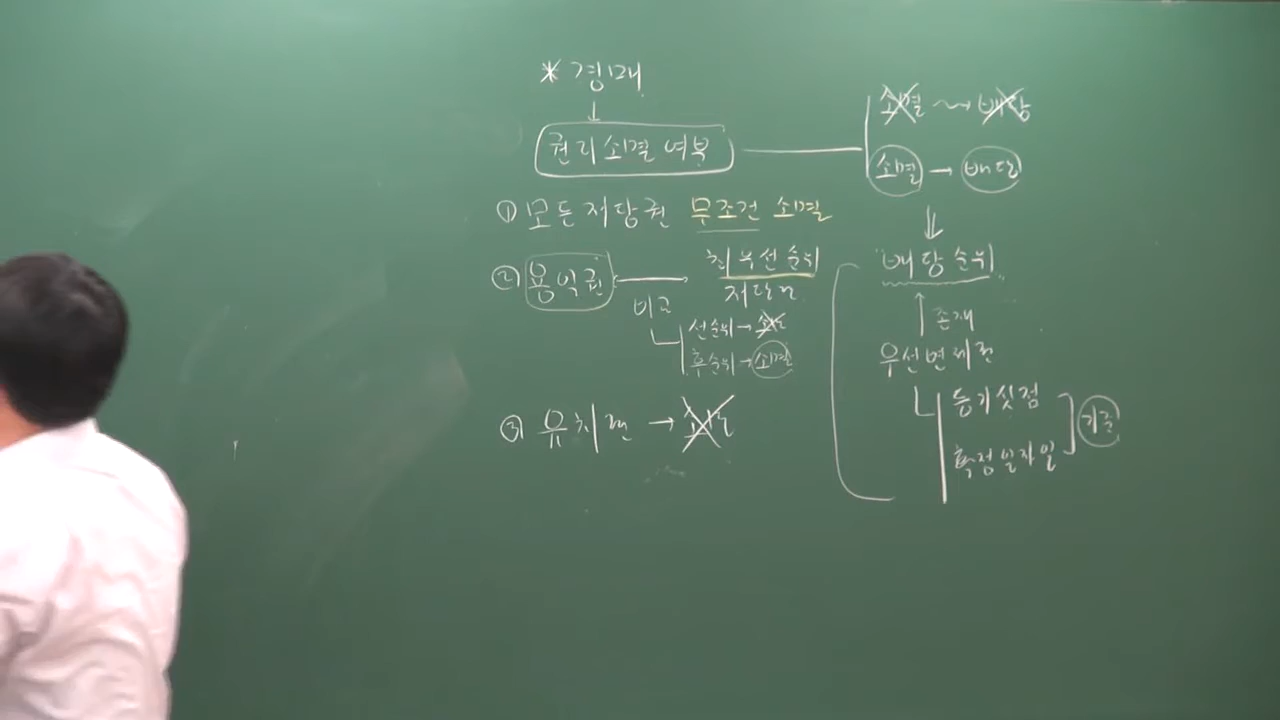 * 경매
↓
권리소멸 여부
① 모든 저당권 무조건 소멸
② 용익권 — 최우선순위
저당권
비교
선순위 → 소멸
후순위 → 소멸
③ 유치권 → 소멸
소멸 ~→ 배당
소멸 → 배당
⇓
배당순위
↑ 존재
우선변제권
등기시점
확정일자일
기준